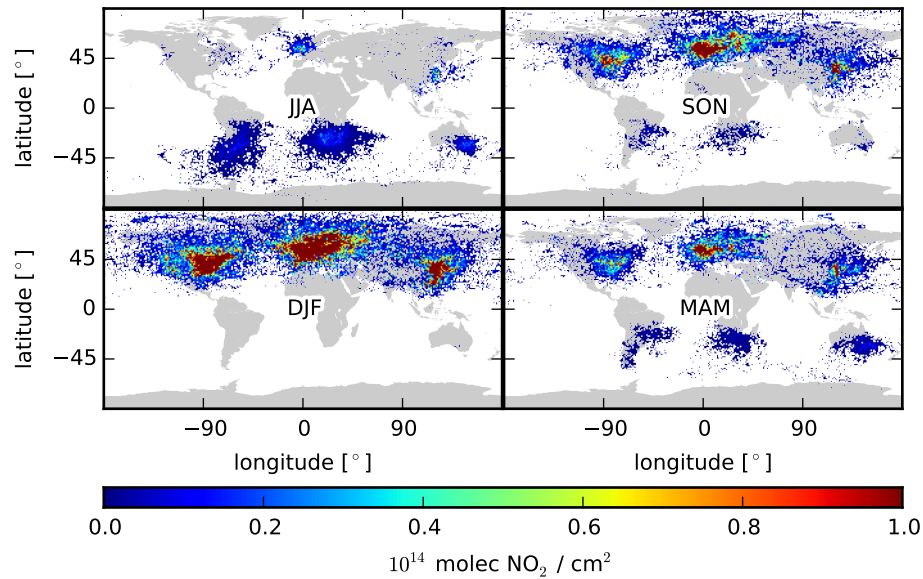 latitude [°]
45
0
−45
JJA
SON
latitude [°]
45
0
−45
DJF
MAM
−90 0 90 −90 0 90
longitude [°] longitude [°]
0.0 0.2 0.4 0.6 0.8 1.0
10¹⁴ molec NO₂ / cm²